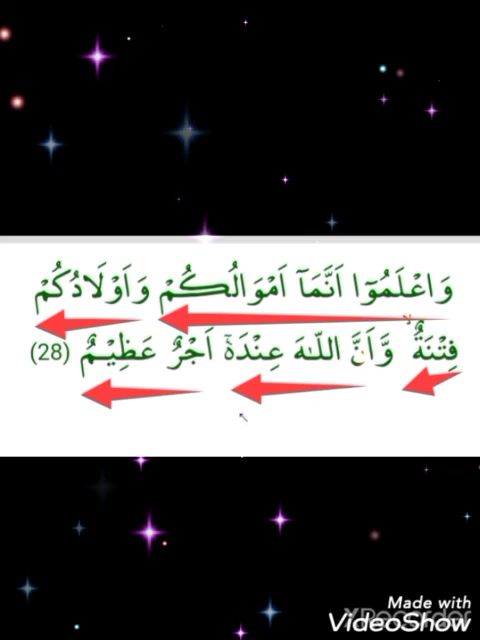 وَاعْلَمُوٓا اَنَّمَآ اَمْوَالُكُمْ وَاَوْلَادُكُمْ
فِتْنَةٌ ۙ وَّاَنَّ اللّٰهَ عِنْدَهٗٓ اَجْرٌ عَظِيْمٌ (28)
Made with
VideoShow